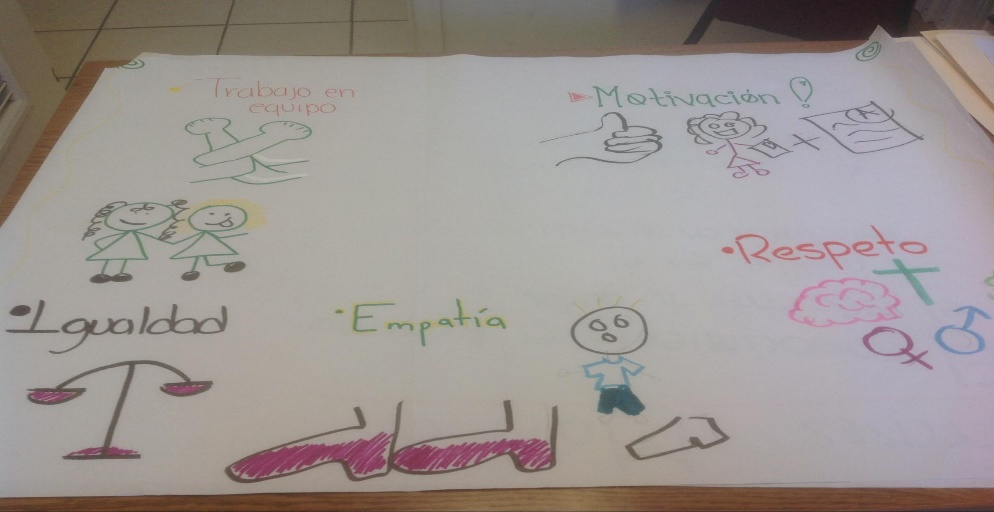 Trabajo en
equipo
Motivación!
A
Respeto
Igualdad
Empatía